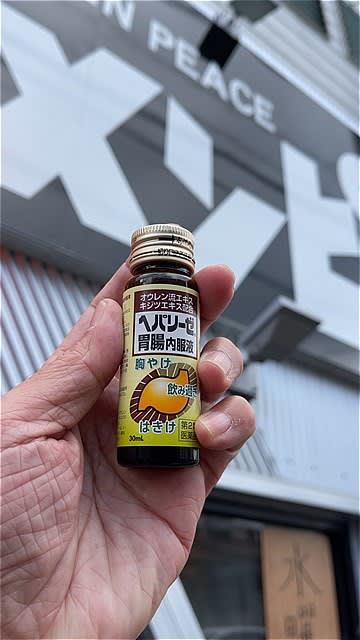 N PEACE
オウレン流エキス
キジツエキス配合
ヘパリーゼ
胃腸内服液
胸やけ
飲み過ぎ
はきけ
第2
医薬
30mL
水